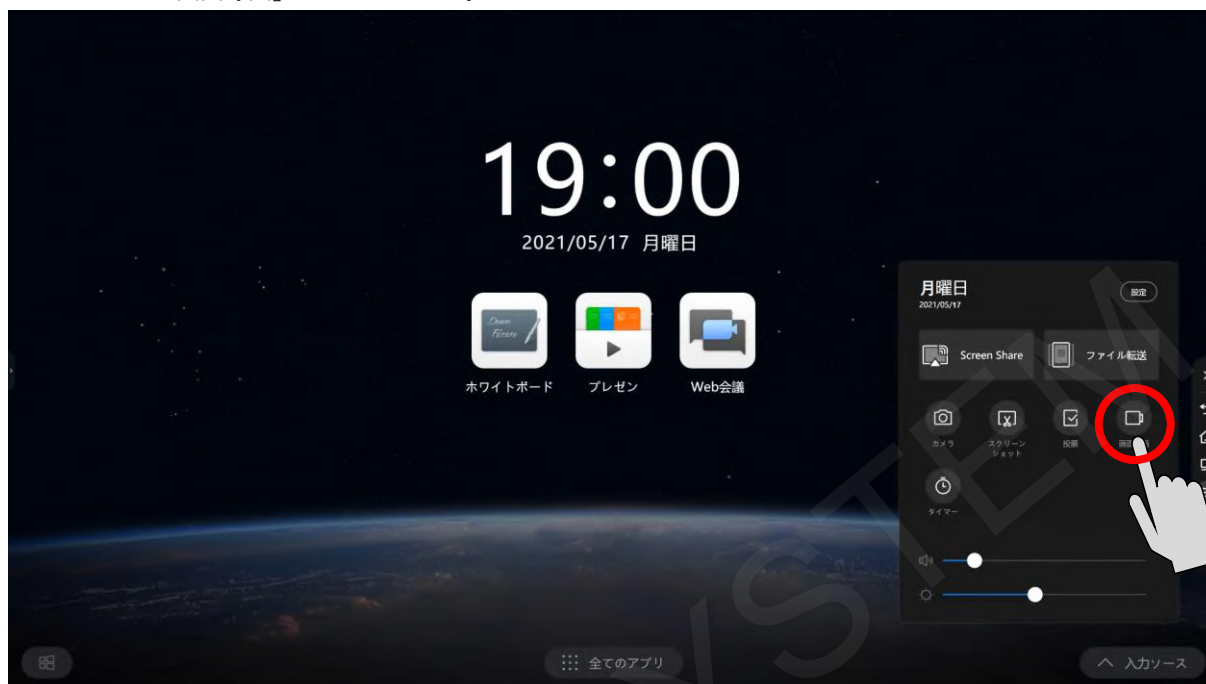 19:00
2021/05/17 月曜日
ホワイトボード
プレゼン
Web会議
月曜日
2021/05/17
設定
Screen Share
ファイル転送
カメラ
スクリーン
ショット
投票
タイマー
全てのアプリ
入力ソース
YSTEM